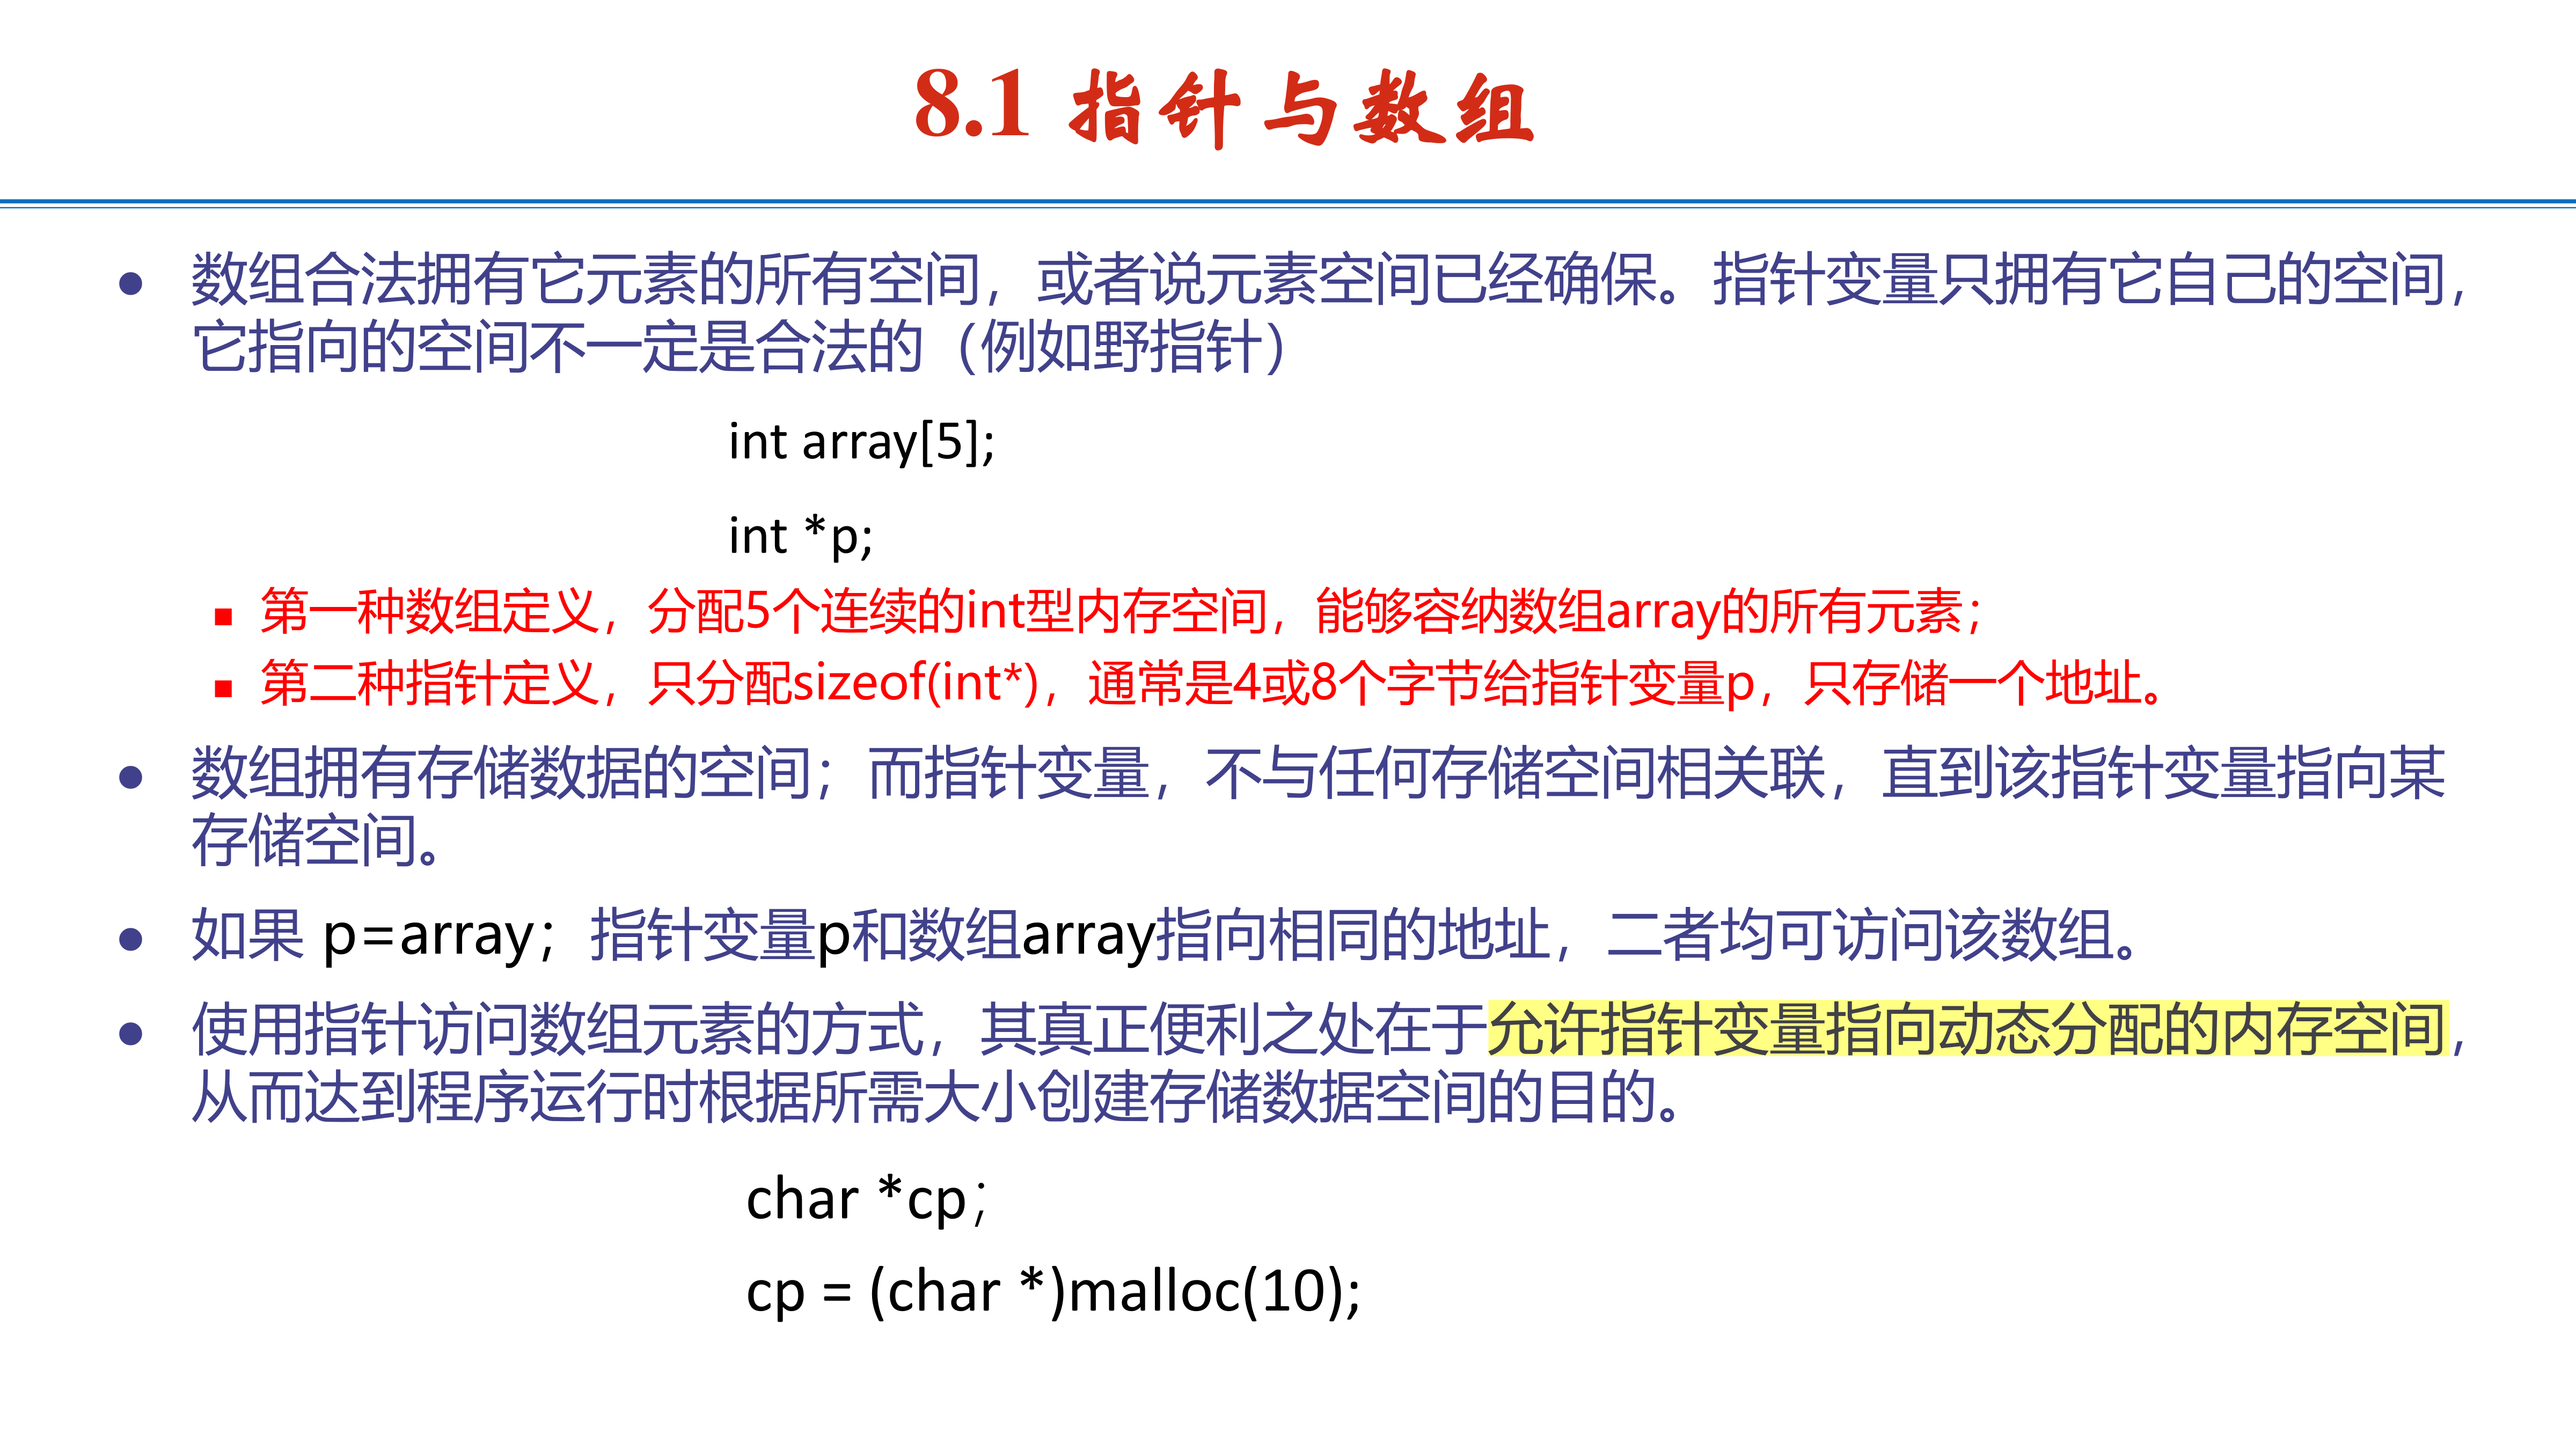 8.1 指针与数组
数组合法拥有它元素的所有空间，或者说元素空间已经确保。指针变量只拥有它自己的空间，
它指向的空间不一定是合法的（例如野指针）
int array[5];
int *p;
第一种数组定义，分配5个连续的int型内存空间，能够容纳数组array的所有元素；
第二种指针定义，只分配sizeof(int*)，通常是4或8个字节给指针变量p，只存储一个地址。
数组拥有存储数据的空间；而指针变量，不与任何存储空间相关联，直到该指针变量指向某
存储空间。
如果 p=array；指针变量p和数组array指向相同的地址，二者均可访问该数组。
使用指针访问数组元素的方式，其真正便利之处在于允许指针变量指向动态分配的内存空间，
从而达到程序运行时根据所需大小创建存储数据空间的目的。
char *cp；
cp = (char *)malloc(10);